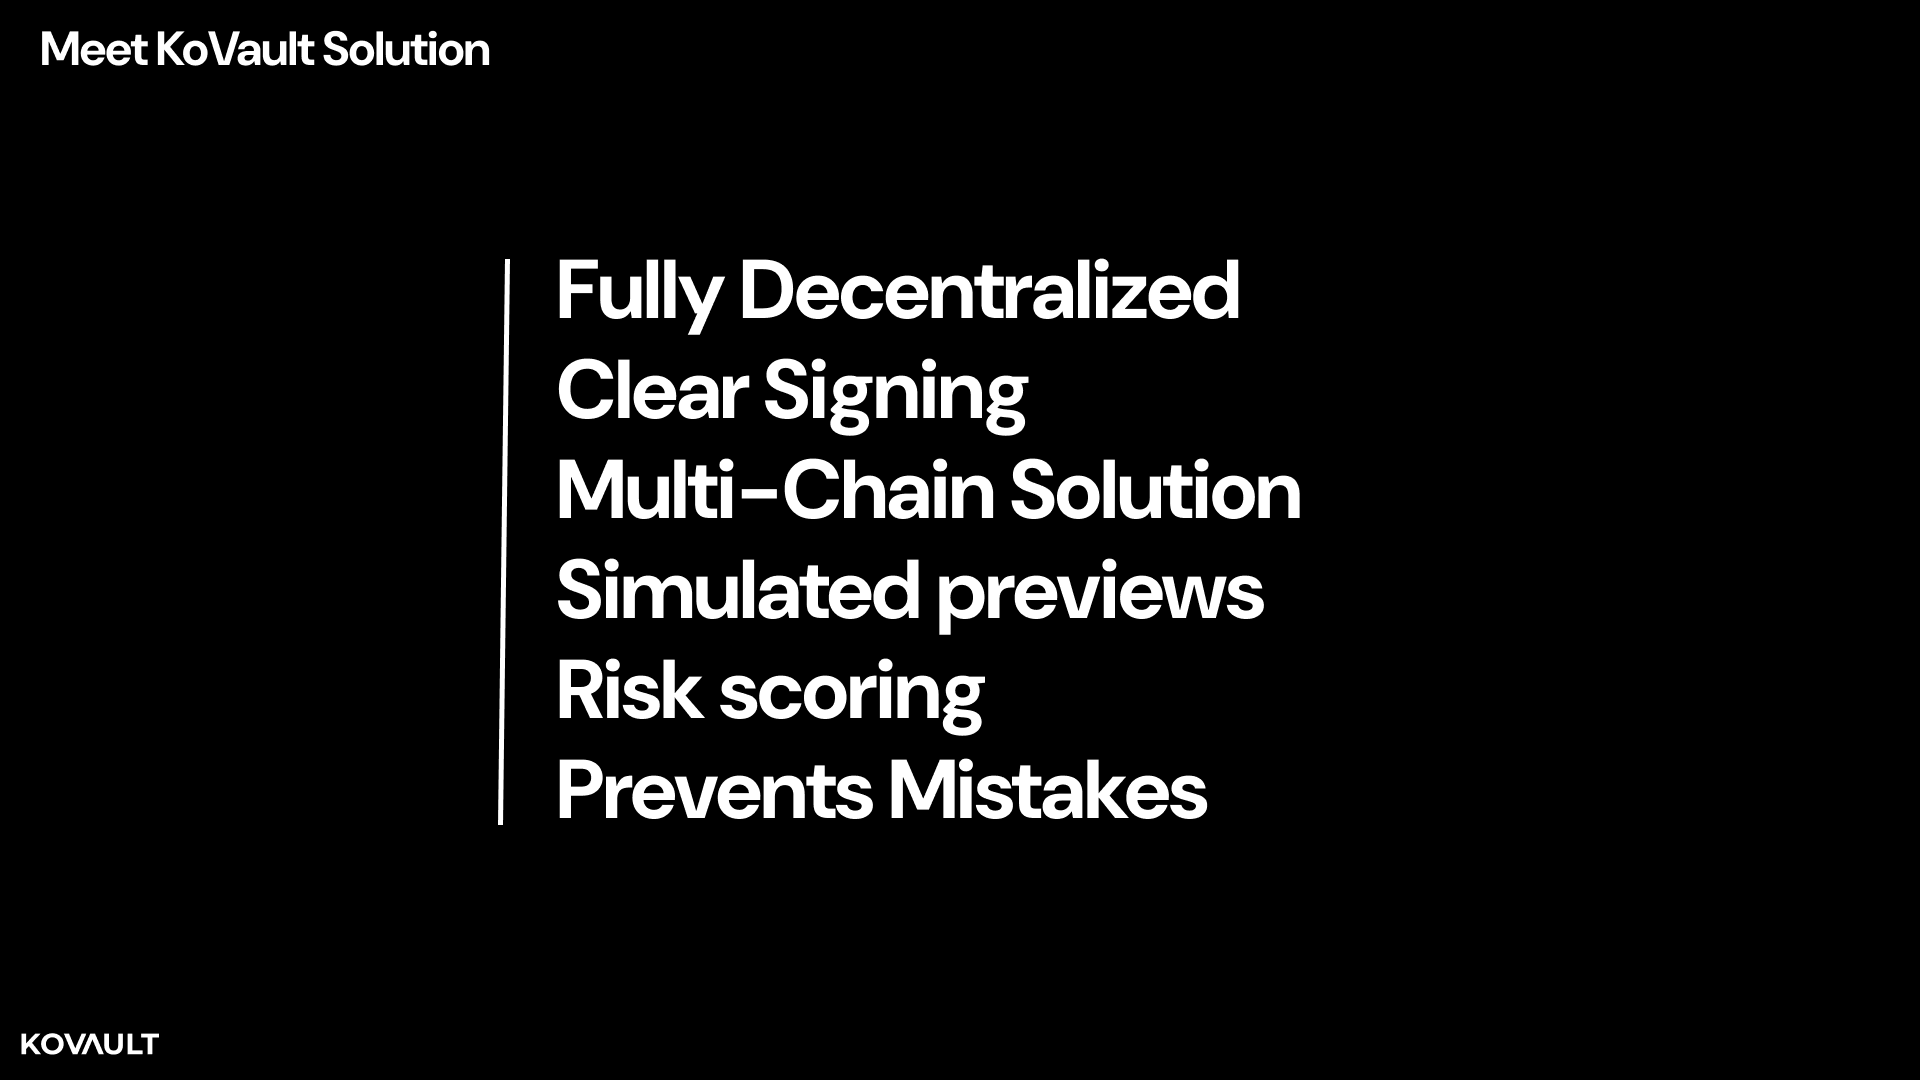 Meet KoVault Solution
Fully Decentralized
Clear Signing
Multi-Chain Solution
Simulated previews
Risk scoring
Prevents Mistakes
KOVAULT